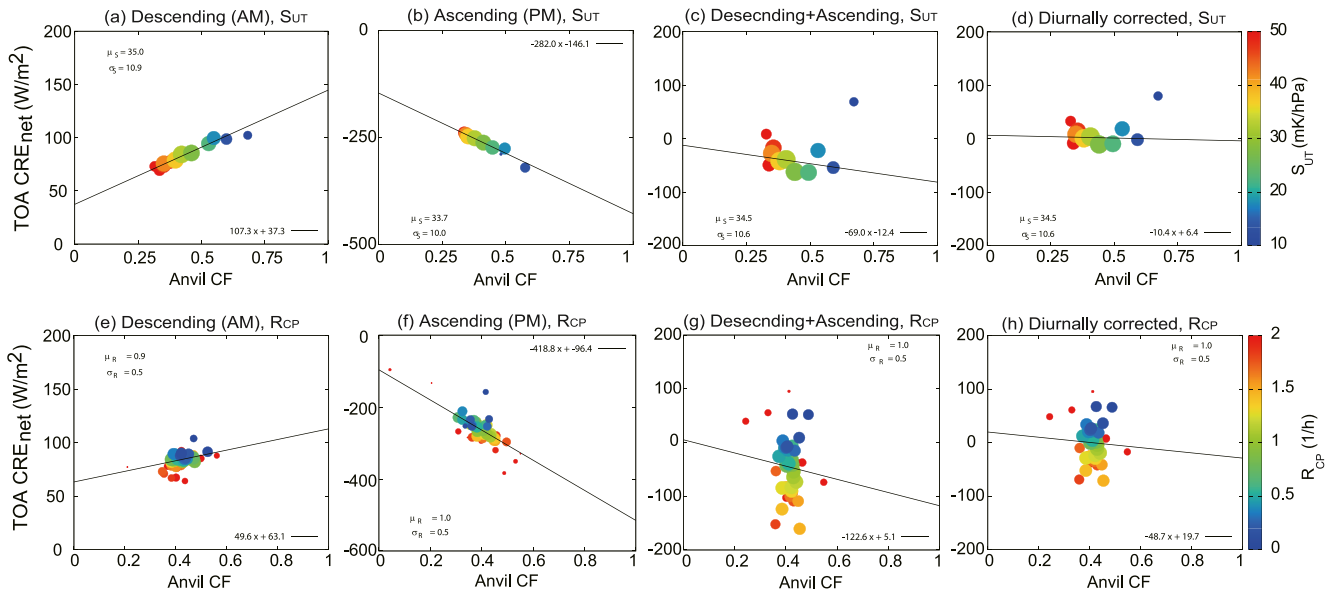 (a) Descending (AM), SUT
(b) Ascending (PM), SUT
(c) Desecnding+Ascending, SUT
(d) Diurnally corrected, SUT
TOA CREnet (W/m2)
200
150
100
50
0
μS = 35.0
σS = 10.9
107.3 x + 37.3
0 0.25 0.5 0.75 1
Anvil CF
0
-250
-500
-282.0 x -146.1
μS = 33.7
σS = 10.0
0 0.25 0.5 0.75 1
Anvil CF
200
100
0
-100
-200
μS = 34.5
σS = 10.6
-69.0 x -12.4
0 0.25 0.5 0.75 1
Anvil CF
200
100
0
-100
-200
μS = 34.5
σS = 10.6
-10.4 x + 6.4
0 0.25 0.5 0.75 1
Anvil CF
50
40
30
20
10
SUT (mK/hPa)
(e) Descending (AM), RCP
(f) Ascending (PM), RCP
(g) Desecnding+Ascending, RCP
(h) Diurnally corrected, RCP
TOA CREnet (W/m2)
200
150
100
50
0
μR = 0.9
σR = 0.5
49.6 x + 63.1
0 0.2 0.4 0.6 0.8 1
Anvil CF
-0
-200
-400
-600
-418.8 x + -96.4
μR = 1.0
σR = 0.5
0 0.2 0.4 0.6 0.8 1
Anvil CF
200
100
0
-100
-200
μR = 1.0
σR = 0.5
-122.6 x + 5.1
0 0.2 0.4 0.6 0.8 1
Anvil CF
200
100
0
-100
-200
μR = 1.0
σR = 0.5
-48.7 x + 19.7
0 0.2 0.4 0.6 0.8 1
Anvil CF
2
1.5
1
0.5
0
RCP (1/h)